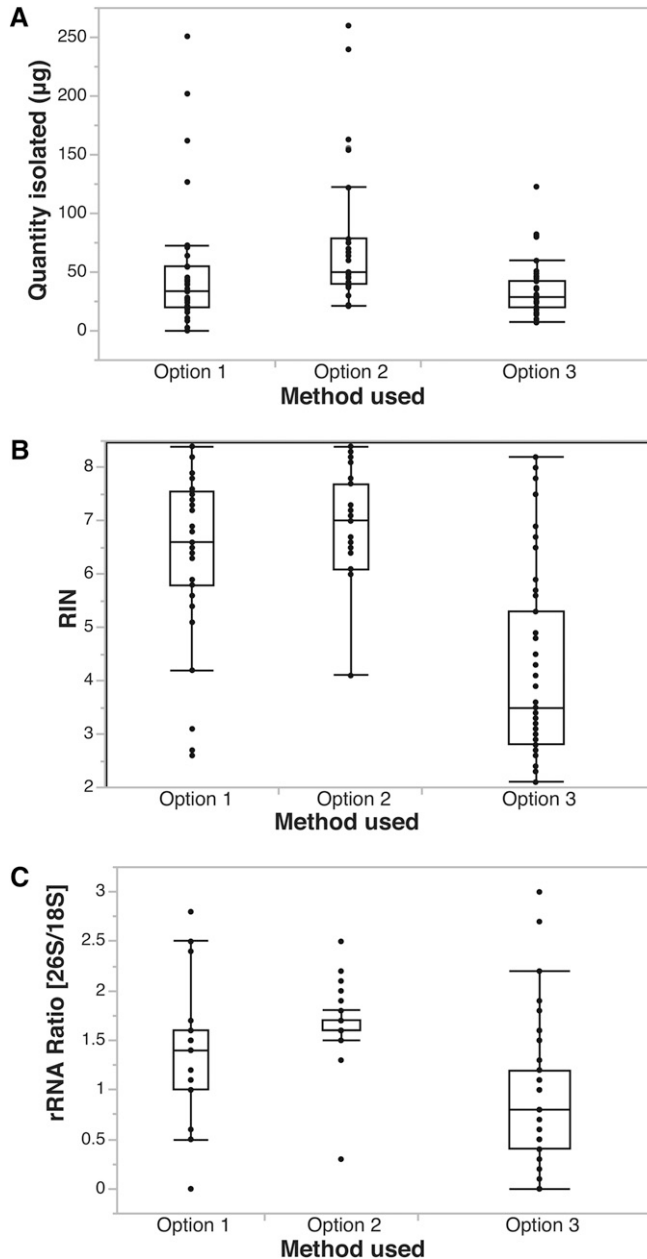 A
Quantity isolated (µg)
250
200
150
100
50
0
Option 1 Option 2 Option 3
Method used
B
RIN
8
7
6
5
4
3
2
Option 1 Option 2 Option 3
Method used
C
rRNA Ratio [26S/18S]
3
2.5
2
1.5
1
0.5
0
Option 1 Option 2 Option 3
Method used